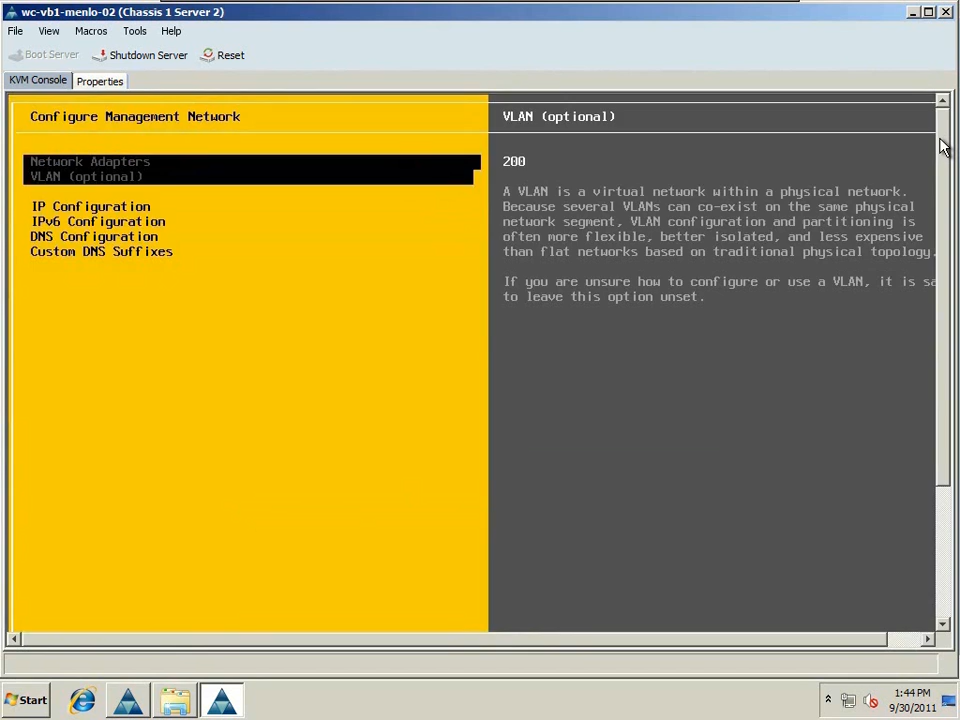 wc-vb1-menlo-02 (Chassis 1 Server 2)
File View Macros Tools Help
Boot Server Shutdown Server Reset
KVM Console Properties
Configure Management Network
Network Adapters
VLAN (optional)
IP Configuration
IPv6 Configuration
DNS Configuration
Custom DNS Suffixes
VLAN (optional)
200
A VLAN is a virtual network within a physical network.
Because several VLANs can co-exist on the same physical
network segment, VLAN configuration and partitioning is
often more flexible, better isolated, and less expensive
than flat networks based on traditional physical topology.
If you are unsure how to configure or use a VLAN, it is sa
to leave this option unset.
Start
1:44 PM
9/30/2011